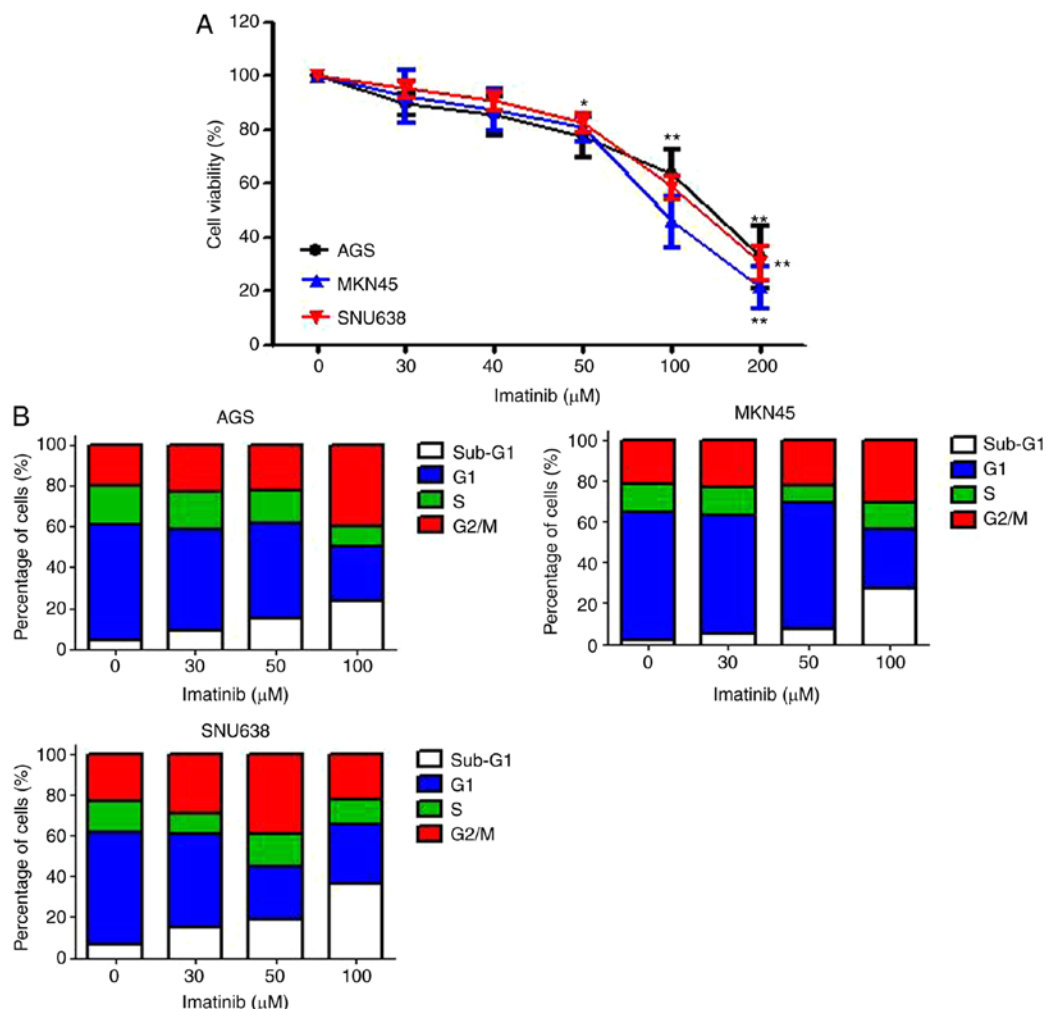 A
120
100
80
60
40
20
0
Cell viability (%)
*
**
**
**
**
AGS
MKN45
SNU638
0 30 40 50 100 200
Imatinib (μM)
B
AGS
100
80
60
40
20
0
Percentage of cells (%)
Sub-G1
G1
S
G2/M
0 30 50 100
Imatinib (μM)
MKN45
100
80
60
40
20
0
Percentage of cells (%)
Sub-G1
G1
S
G2/M
0 30 50 100
Imatinib (μM)
SNU638
100
80
60
40
20
0
Percentage of cells (%)
Sub-G1
G1
S
G2/M
0 30 50 100
Imatinib (μM)